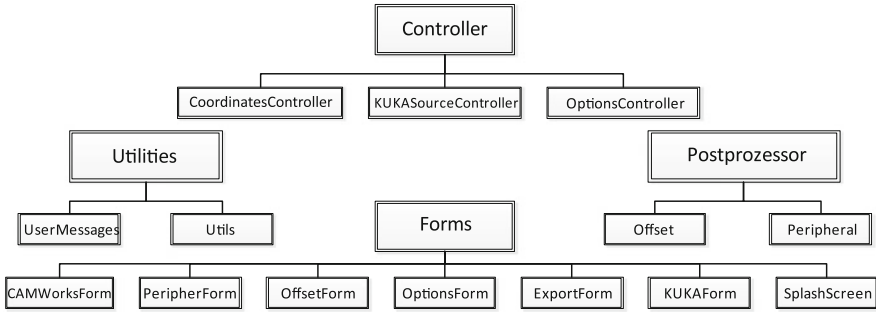 Controller
CoordinatesController
KUKASourceController
OptionsController
Utilities
Postprozessor
UserMessages
Utils
Forms
Offset
Peripheral
CAMWorksForm
PeripherForm
OffsetForm
OptionsForm
ExportForm
KUKAForm
SplashScreen